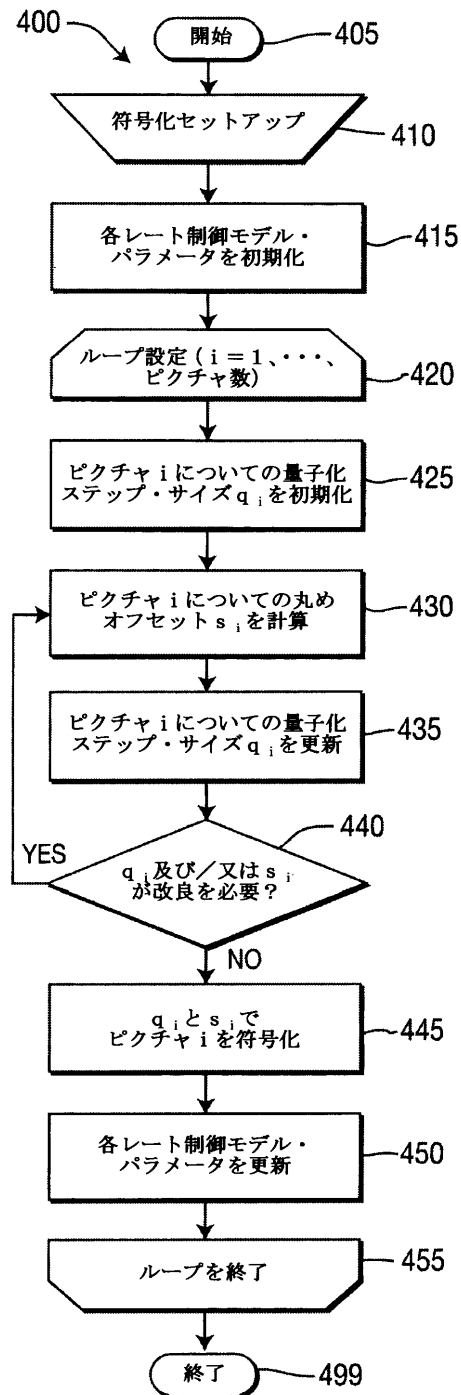 400
開始
405
符号化セットアップ
410
各レート制御モデル・
パラメータを初期化
415
ループ設定(i=1、・・・、
ピクチャ数)
420
ピクチャiについての量子化
ステップ・サイズq_iを初期化
425
ピクチャiについての丸め
オフセットs_iを計算
430
ピクチャiについての量子化
ステップ・サイズq_iを更新
435
440
YES
q_i及び/又はs_i
が改良を必要?
NO
q_iとs_iで
ピクチャiを符号化
445
各レート制御モデル・
パラメータを更新
450
ループを終了
455
終了
499